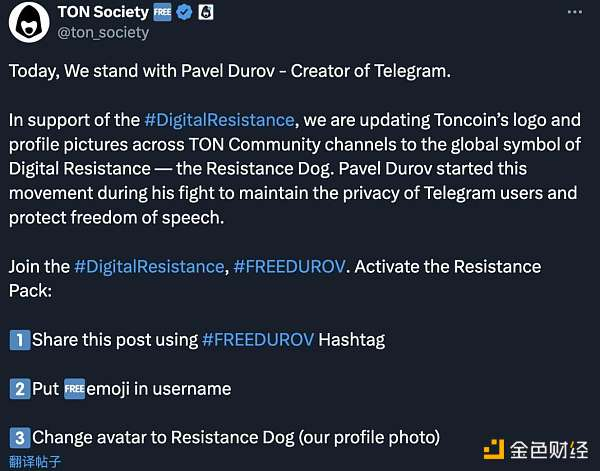 TON Society 🆓
@ton_society
Today, We stand with Pavel Durov - Creator of Telegram.
In support of the #DigitalResistance, we are updating Toncoin’s logo and
profile pictures across TON Community channels to the global symbol of
Digital Resistance — the Resistance Dog. Pavel Durov started this
movement during his fight to maintain the privacy of Telegram users and
protect freedom of speech.
Join the #DigitalResistance, #FREEDUROV. Activate the Resistance
Pack:
1️⃣Share this post using #FREEDUROV Hashtag
2️⃣Put 🆓emoji in username
3️⃣Change avatar to Resistance Dog (our profile photo)
翻译帖子
金色财经